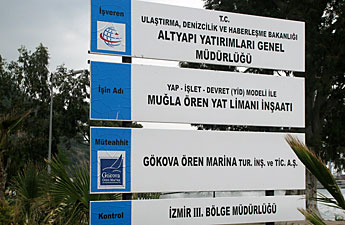 İşveren
T.C.
ULAŞTIRMA, DENİZCİLİK VE HABERLEŞME BAKANLIĞI
ALTYAPI YATIRIMLARI GENEL
MÜDÜRLÜĞÜ
İşin Adı
YAP - İŞLET - DEVRET (YİD) MODELİ İLE
MUĞLA ÖREN YAT LİMANI İNŞAATI
Müteahhit
Gökova
Ören Marina
GÖKOVA ÖREN MARINA TUR. İNŞ. ve TİC. A.Ş.
Kontrol
İZMİR III. BÖLGE MÜDÜRLÜĞÜ